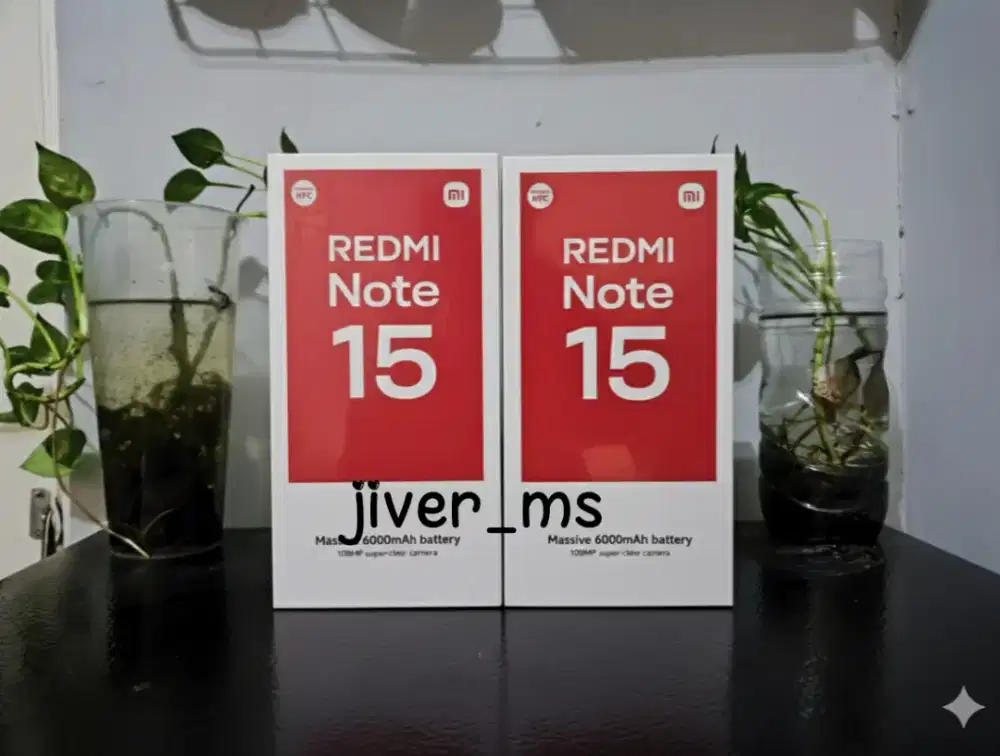 NFC
mi
REDMI
Note
15
Massive 6000mAh battery
108MP super-clear camera
NFC
mi
REDMI
Note
15
Massive 6000mAh battery
108MP super-clear camera
jiver_ms